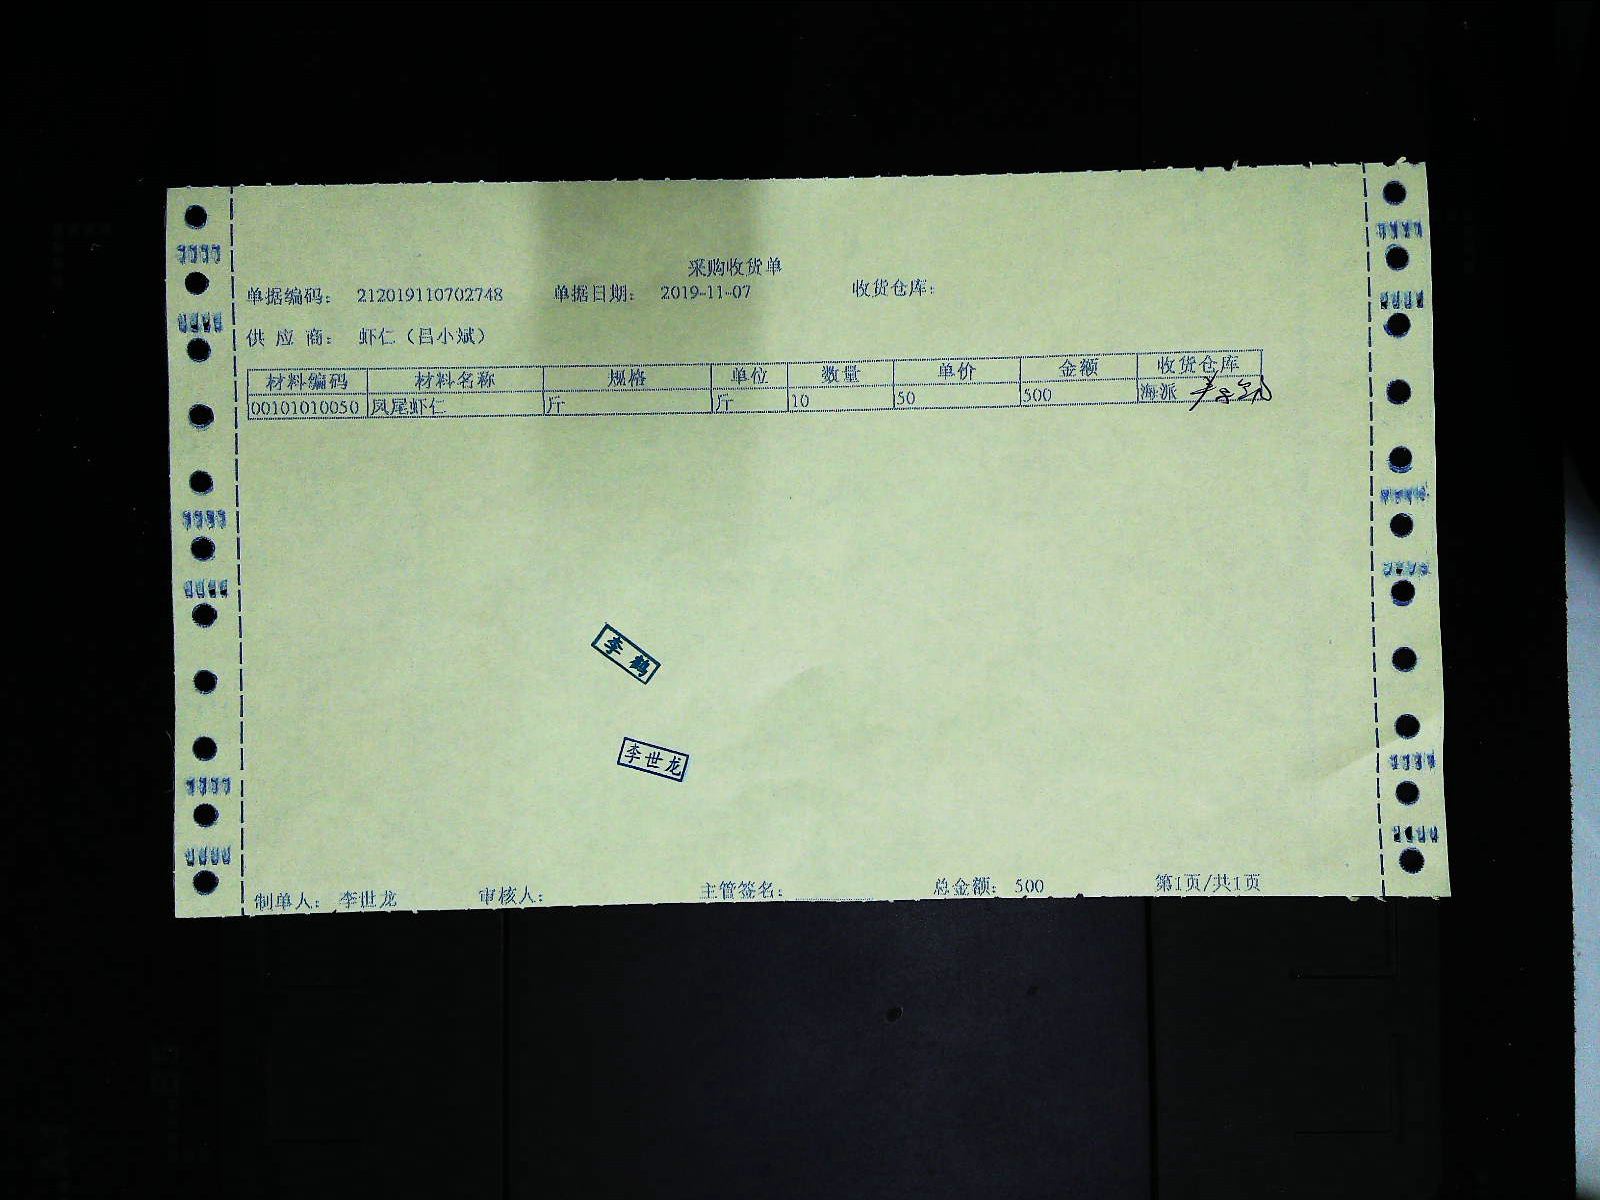 采购收货单
单据编码： 212019110702748 单据日期： 2019-11-07 收货仓库：
供 应 商： 虾仁（吕小斌）
材料编码 材料名称 规格 单位 数量 单价 金额 收货仓库
00101010050 凤尾虾仁 斤 斤 10 50 500 海派
李鹤
李世龙
制单人： 李世龙 审核人： 主管签名： 总金额： 500 第1页/共1页